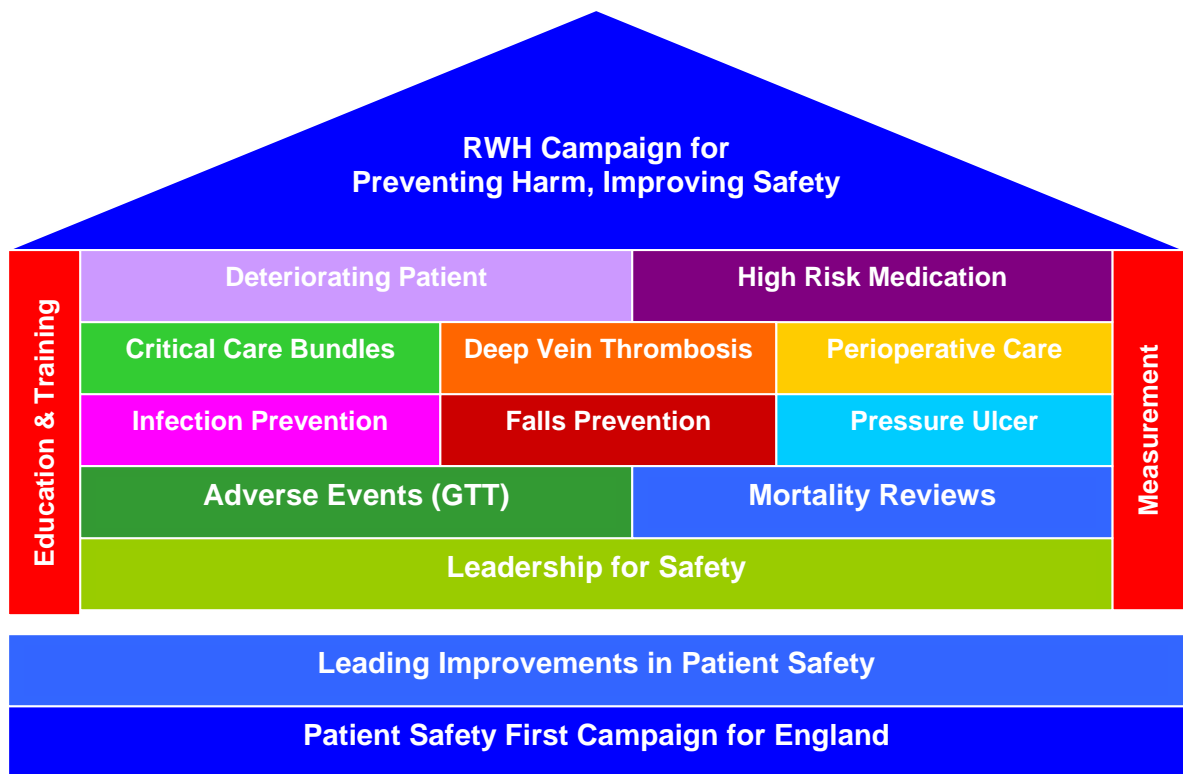 RWH Campaign for
Preventing Harm, Improving Safety
Education & Training
Deteriorating Patient
High Risk Medication
Critical Care Bundles
Deep Vein Thrombosis
Perioperative Care
Infection Prevention
Falls Prevention
Pressure Ulcer
Adverse Events (GTT)
Mortality Reviews
Leadership for Safety
Measurement
Leading Improvements in Patient Safety
Patient Safety First Campaign for England